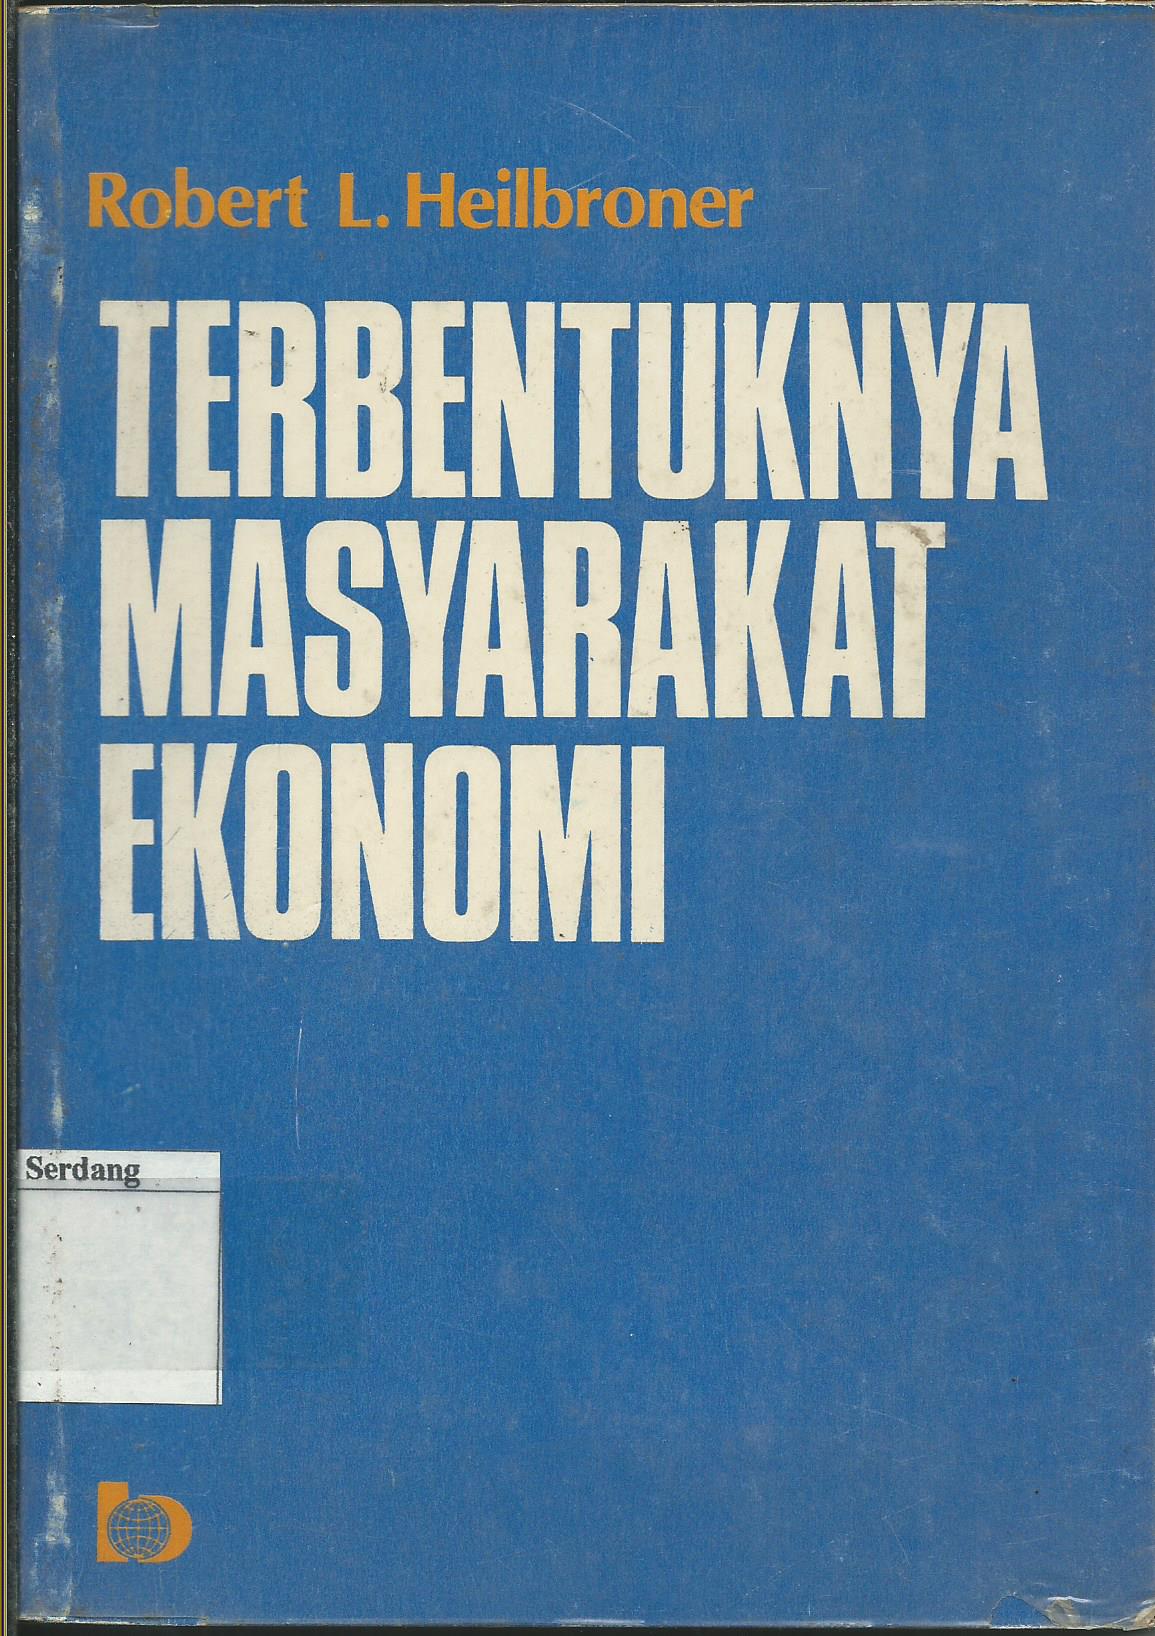 Robert L. Heilbroner
TERBENTUKNYA
MASYARAKAT
EKONOMI
Serdang
b